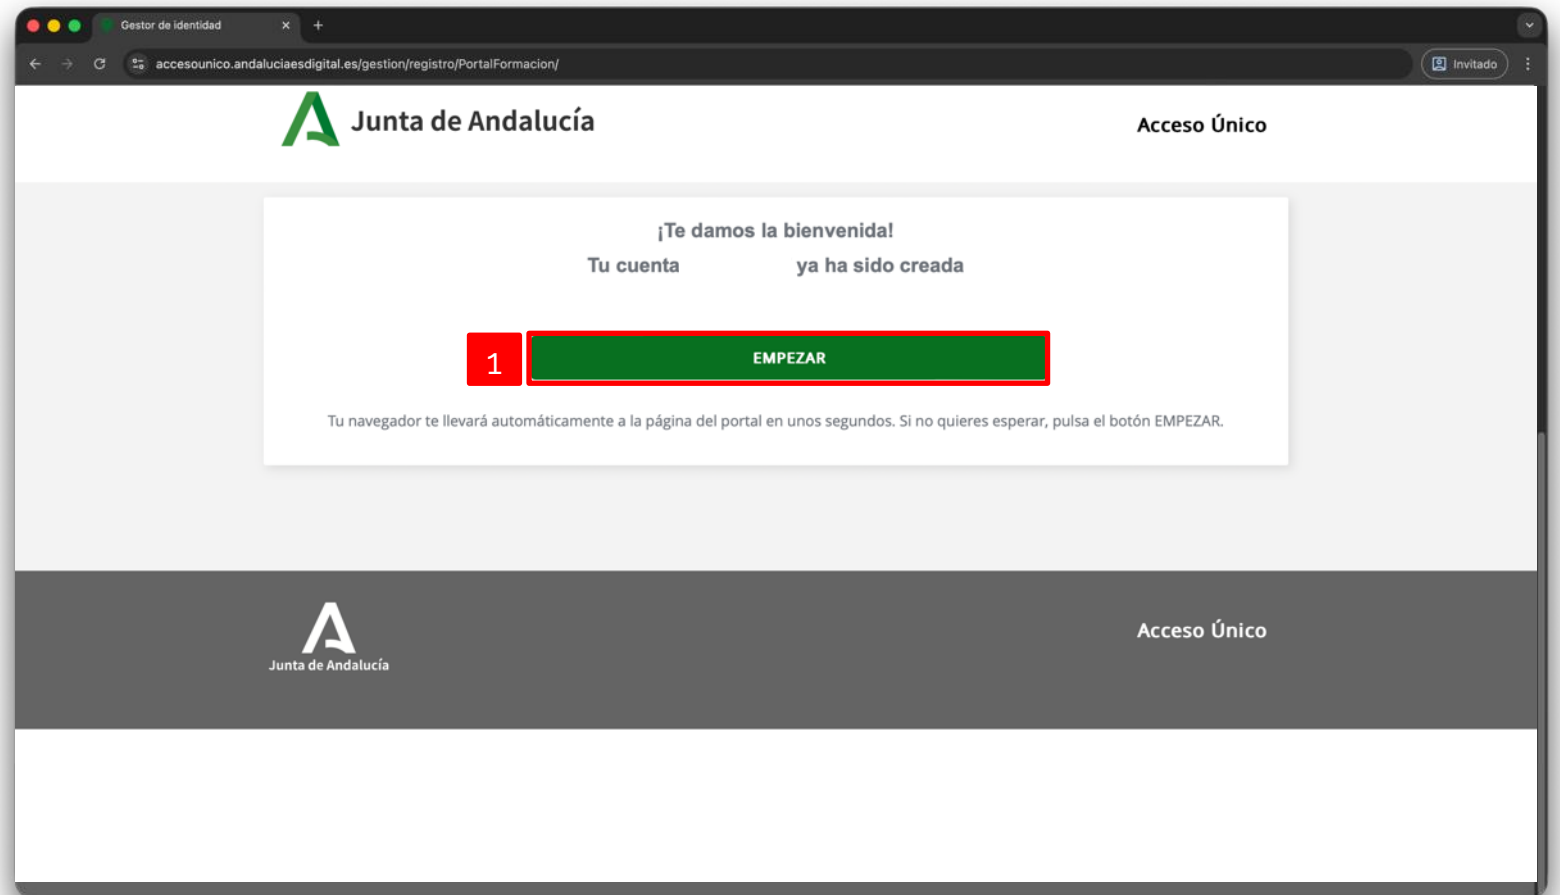 Gestor de identidad
accesounico.andaluciaesdigital.es/gestion/registro/PortalFormacion/
Invitado
Junta de Andalucía
Acceso Único
¡Te damos la bienvenida!
Tu cuenta ya ha sido creada
1
EMPEZAR
Tu navegador te llevará automáticamente a la página del portal en unos segundos. Si no quieres esperar, pulsa el botón EMPEZAR.
Acceso Único
Junta de Andalucía